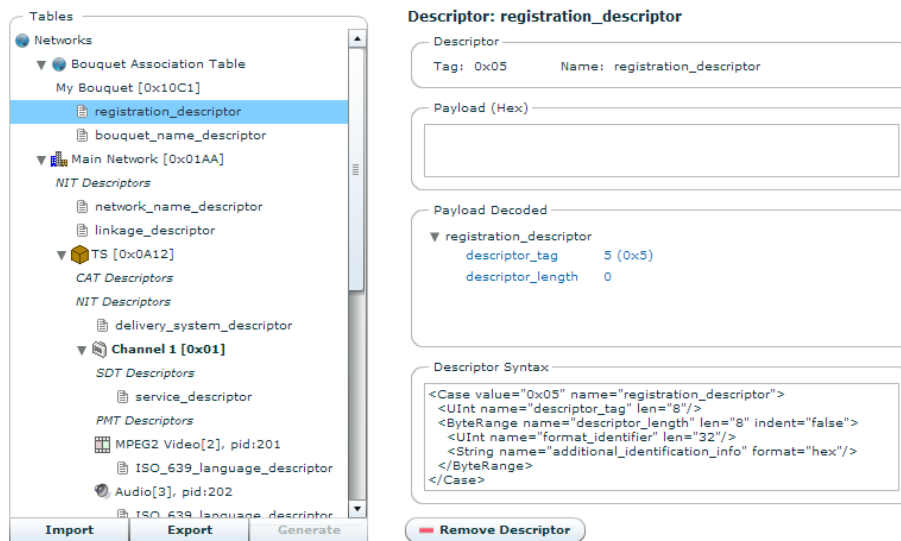 Tables
Networks
Bouquet Association Table
My Bouquet [0x10C1]
registration_descriptor
bouquet_name_descriptor
Main Network [0x01AA]
NIT Descriptors
network_name_descriptor
linkage_descriptor
TS [0x0A12]
CAT Descriptors
NIT Descriptors
delivery_system_descriptor
Channel 1 [0x01]
SDT Descriptors
service_descriptor
PMT Descriptors
MPEG2 Video[2], pid:201
ISO_639_language_descriptor
Audio[3], pid:202
ISO_639_language_descriptor
Import Export Generate
Descriptor: registration_descriptor
Descriptor
Tag: 0x05 Name: registration_descriptor
Payload (Hex)
Payload Decoded
registration_descriptor
descriptor_tag 5 (0x5)
descriptor_length 0
Descriptor Syntax
<Case value="0x05" name="registration_descriptor">
<UInt name="descriptor_tag" len="8"/>
<ByteRange name="descriptor_length" len="8" indent="false">
<UInt name="format_identifier" len="32"/>
<String name="additional_identification_info" format="hex"/>
</ByteRange>
</Case>
Remove Descriptor